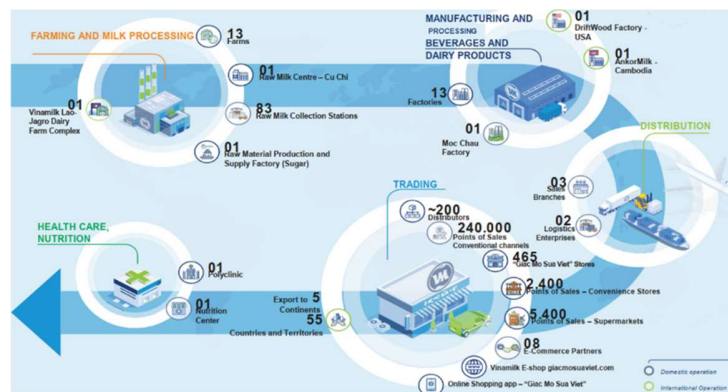 FARMING AND MILK PROCESSING
13
Farms
01
Raw Milk Centre – Cu Chi
83
Raw Milk Collection Stations
01
Raw Material Production and
Supply Factory (Sugar)
01
Vinamilk Lao-
Jagro Dairy
Farm Complex
MANUFACTURING AND
PROCESSING
BEVERAGES AND
DAIRY PRODUCTS
01
DriftWood Factory -
USA
01
AnkorMilk -
Cambodia
13
Factories
01
Moc Chau
Factory
DISTRIBUTION
03
Sales
Branches
02
Logistics
Enterprises
TRADING
~200
Distributors
240.000
Points of Sales
Conventional channels
465
"Giac Mo Sua Viet" Stores
2,400
Points of Sales – Convenience Stores
5,400
Points of Sales – Supermarkets
08
E-Commerce Partners
Vinamilk E-shop giacmosuaviet.com
Online Shopping app – "Giac Mo Sua Viet"
Export to 5
Continents
55
Countries and Territories
HEALTH CARE,
NUTRITION
01
Polyclinic
01
Nutrition
Center
Domestic operation
International Operation